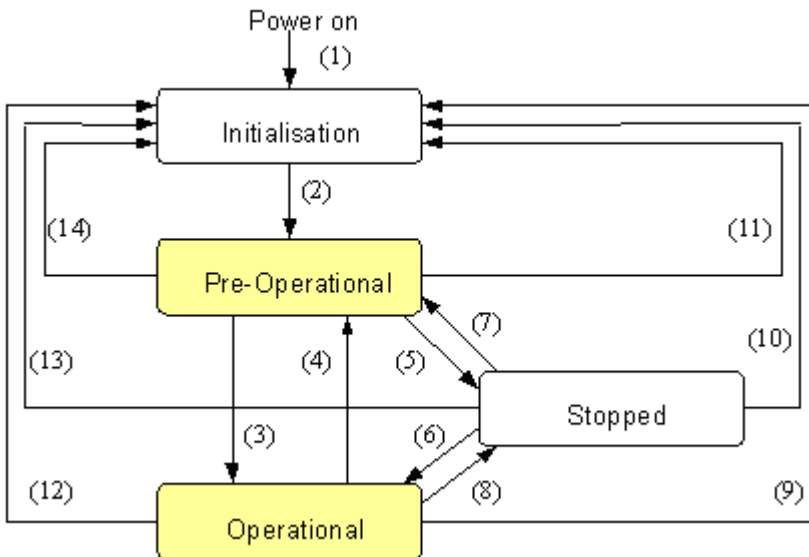 Power on
(1)
Initialisation
(2)
(14)
(11)
Pre-Operational
(7)
(13)
(4)
(5)
(10)
Stopped
(3)
(6)
(12)
(8)
(9)
Operational